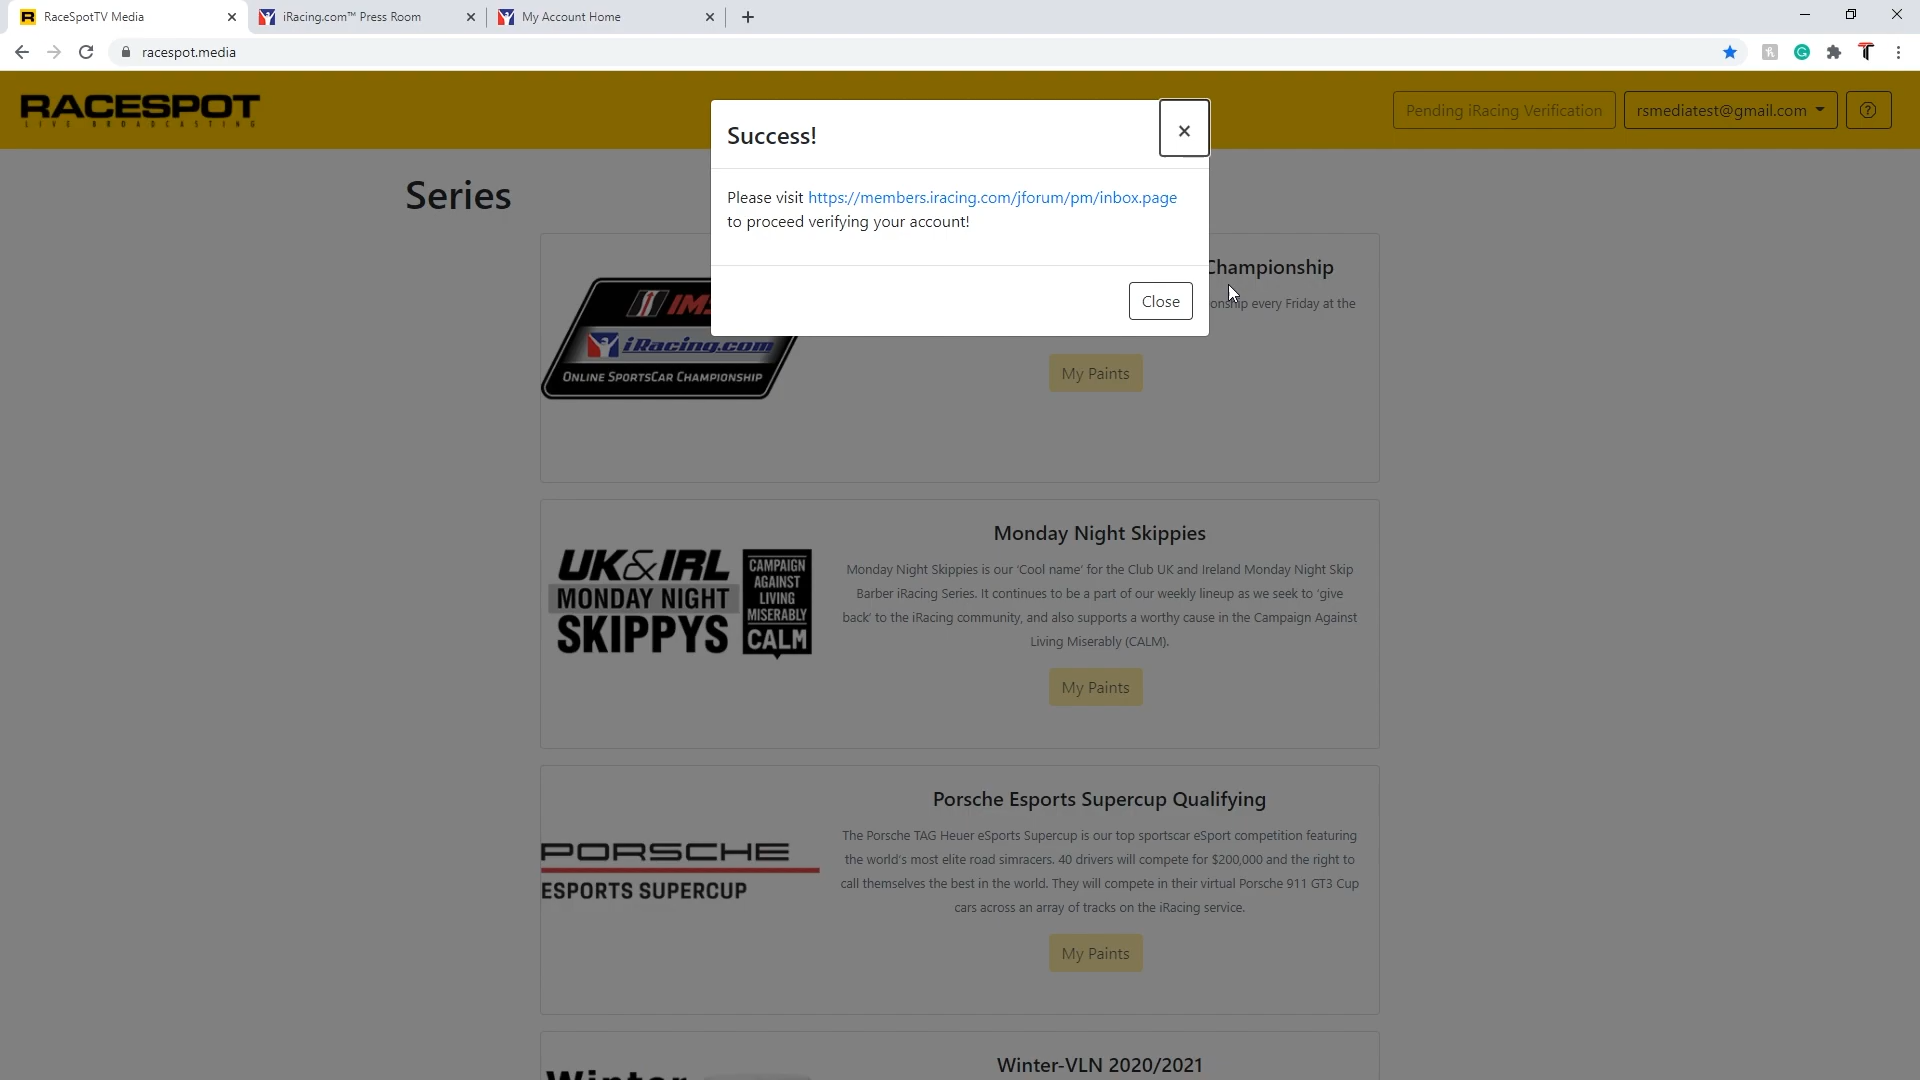 RaceSpotTV Media
iRacing.com™ Press Room
My Account Home
racespot.media
RACESPOT
LIVE BROADCASTING
Pending iRacing Verification
rsmediatest@gmail.com
Success!
Please visit https://members.iracing.com/jforum/pm/inbox.page
to proceed verifying your account!
Close
Series
Championship
onship every Friday at the
iRacing.com
ONLINE SPORTSCAR CHAMPIONSHIP
My Paints
UK&IRL
MONDAY NIGHT
SKIPPYS
CAMPAIGN
AGAINST
LIVING
MISERABLY
CALM
Monday Night Skippies
Monday Night Skippies is our 'Cool name' for the Club UK and Ireland Monday Night Skip
Barber iRacing Series. It continues to be a part of our weekly lineup as we seek to 'give
back' to the iRacing community, and also supports a worthy cause in the Campaign Against
Living Miserably (CALM).
My Paints
PORSCHE
ESPORTS SUPERCUP
Porsche Esports Supercup Qualifying
The Porsche TAG Heuer eSports Supercup is our top sportscar eSport competition featuring
the world's most elite road simracers. 40 drivers will compete for $200,000 and the right to
call themselves the best in the world. They will compete in their virtual Porsche 911 GT3 Cup
cars across an array of tracks on the iRacing service.
My Paints
Winter
Winter-VLN 2020/2021